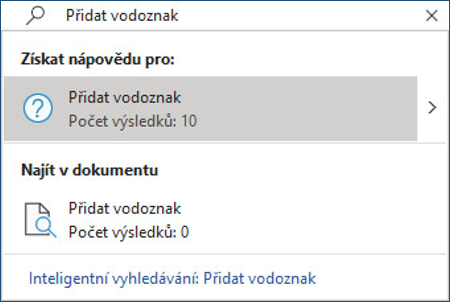 Přidat vodoznak
Získat nápovědu pro:
Přidat vodoznak
Počet výsledků: 10
Najít v dokumentu
Přidat vodoznak
Počet výsledků: 0
Inteligentní vyhledávání: Přidat vodoznak